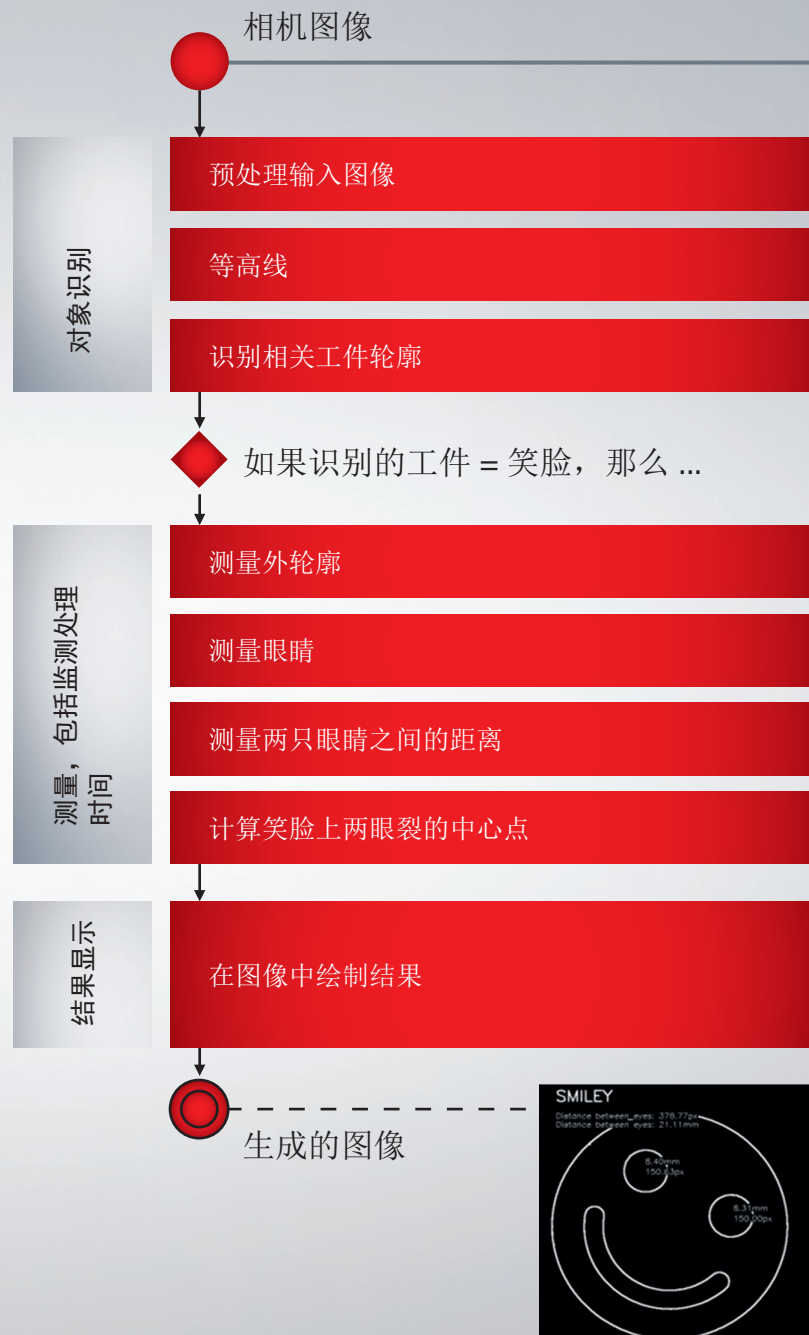 相机图像
对象识别
预处理输入图像
等高线
识别相关工件轮廓
如果识别的工件 = 笑脸，那么 ...
测量，包括监测处理
时间
测量外轮廓
测量眼睛
测量两只眼睛之间的距离
计算笑脸上两眼裂的中心点
结果显示
在图像中绘制结果
生成的图像
SMILEY
Distance between_eyes: 376.77px
Distance between eyes: 21.11mm
8.40mm
150.63px
8.31mm
150.00px